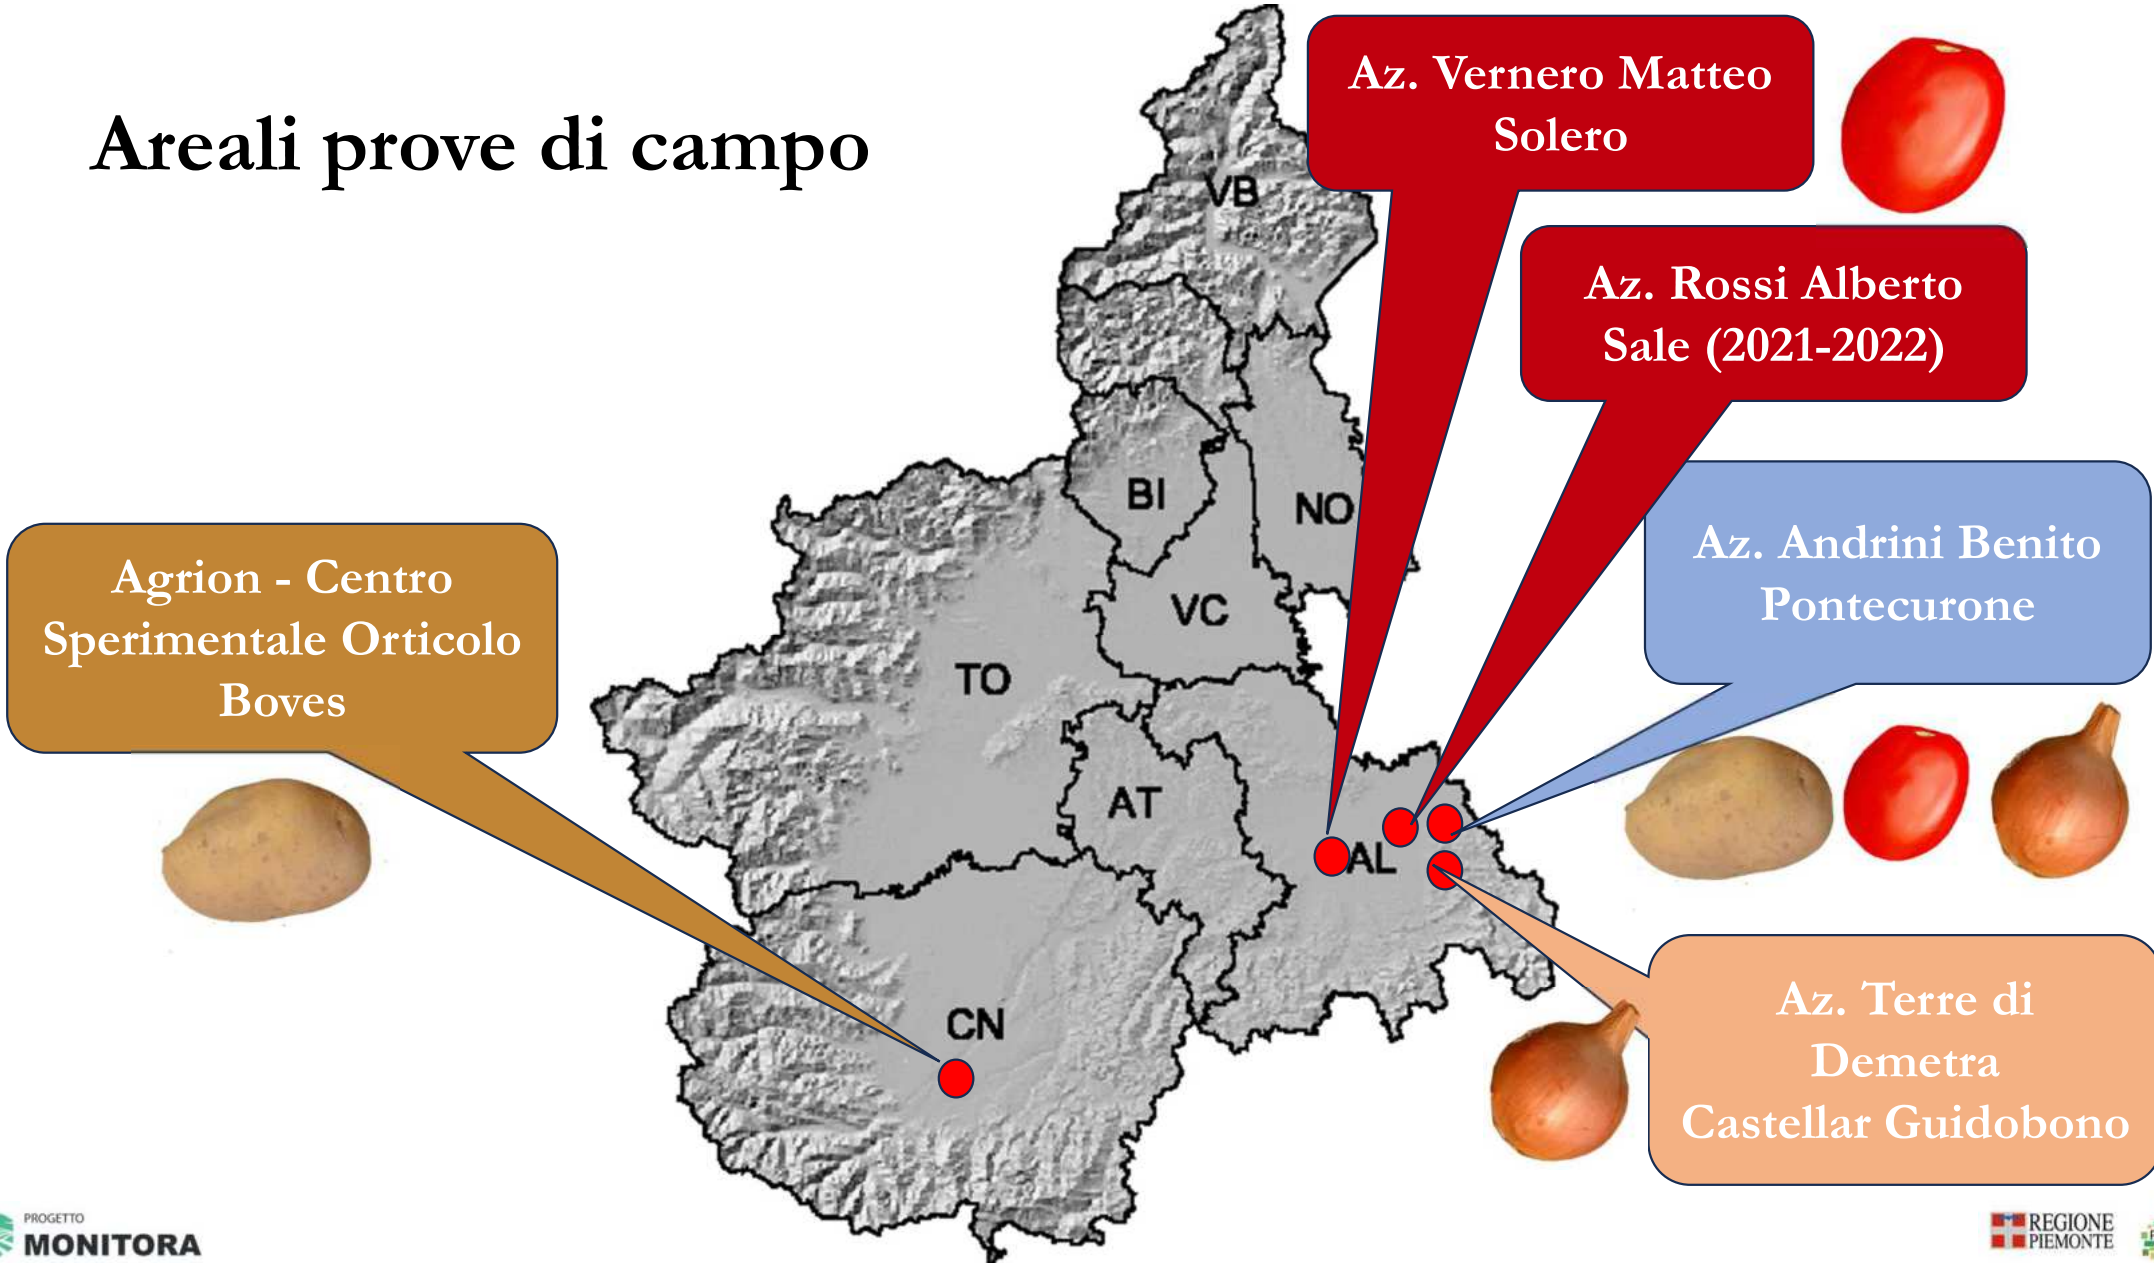 Areali prove di campo
Az. Vernero Matteo
Solero
Az. Rossi Alberto
Sale (2021-2022)
Az. Andrini Benito
Pontecurone
Agrion - Centro
Sperimentale Orticolo
Boves
Az. Terre di
Demetra
Castellar Guidobono
VB
BI
NO
VC
TO
AT
AL
CN
PROGETTO
MONITORA
REGIONE
PIEMONTE